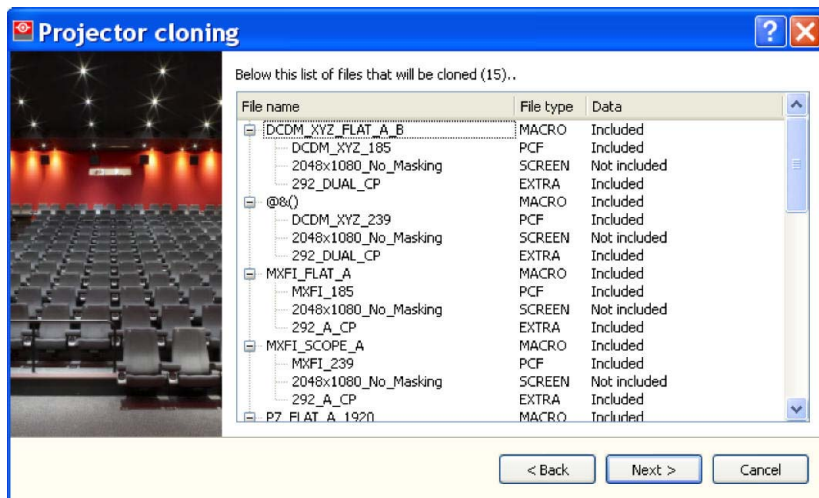 Projector cloning
Below this list of files that will be cloned (15)..
File name File type Data
DCDM_XYZ_FLAT_A_B MACRO Included
DCDM_XYZ_185 PCF Included
2048x1080_No_Masking SCREEN Not included
292_DUAL_CP EXTRA Included
@&() MACRO Included
DCDM_XYZ_239 PCF Included
2048x1080_No_Masking SCREEN Not included
292_DUAL_CP EXTRA Included
MXFI_FLAT_A MACRO Included
MXFI_185 PCF Included
2048x1080_No_Masking SCREEN Not included
292_A_CP EXTRA Included
MXFI_SCOPE_A MACRO Included
MXFI_239 PCF Included
2048x1080_No_Masking SCREEN Not included
292_A_CP EXTRA Included
PZ_FLAT_A_1920 MACRO Included
< Back Next > Cancel